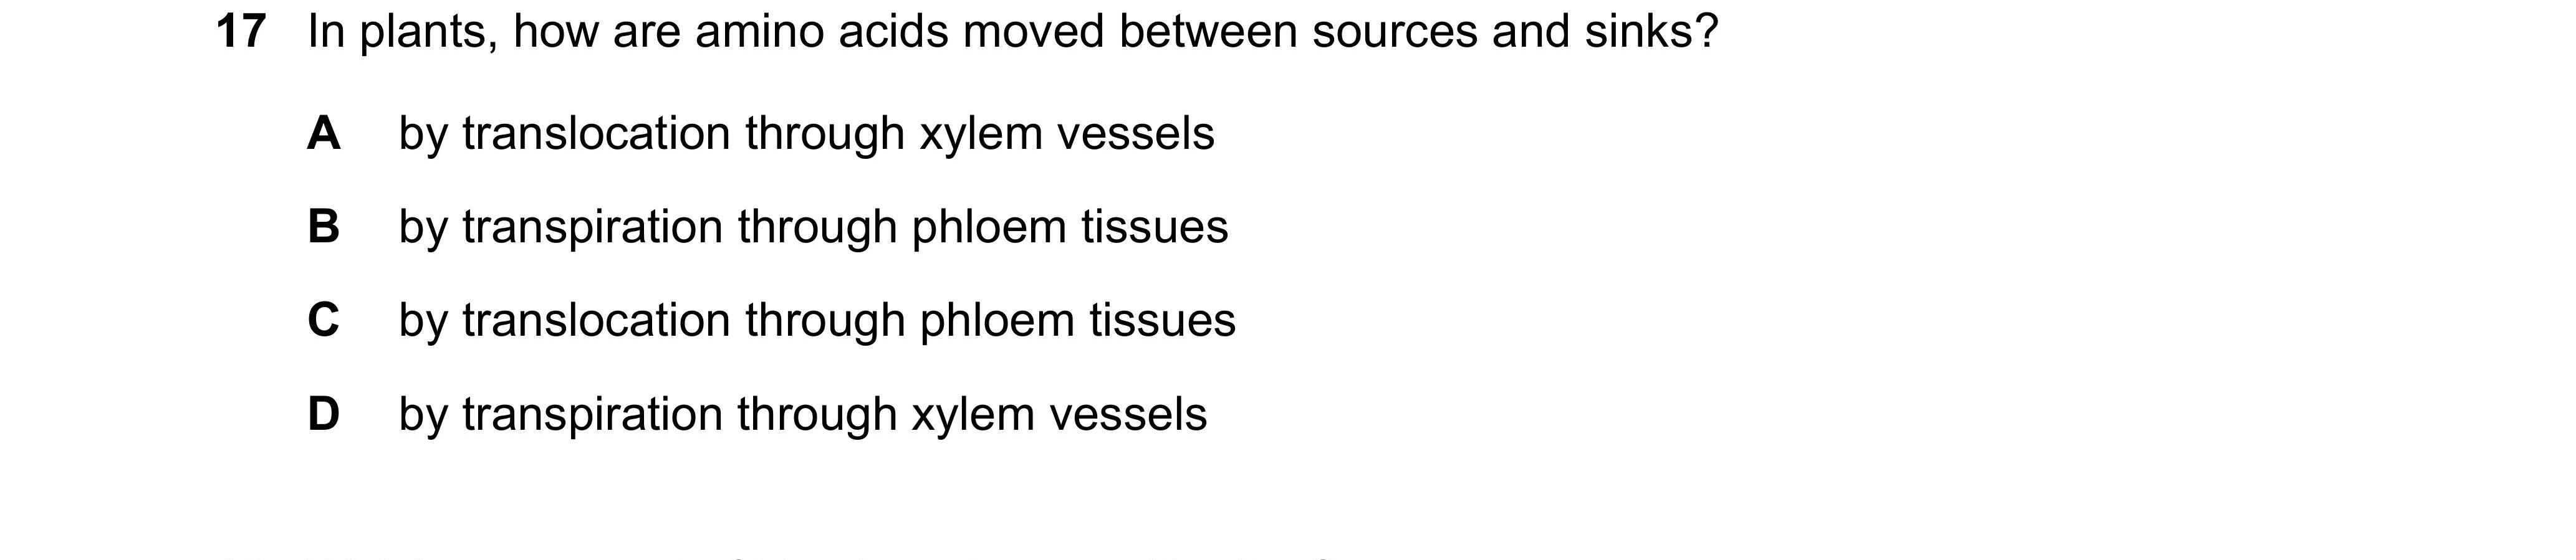 17 In plants, how are amino acids moved between sources and sinks?
A by translocation through xylem vessels
B by transpiration through phloem tissues
C by translocation through phloem tissues
D by transpiration through xylem vessels